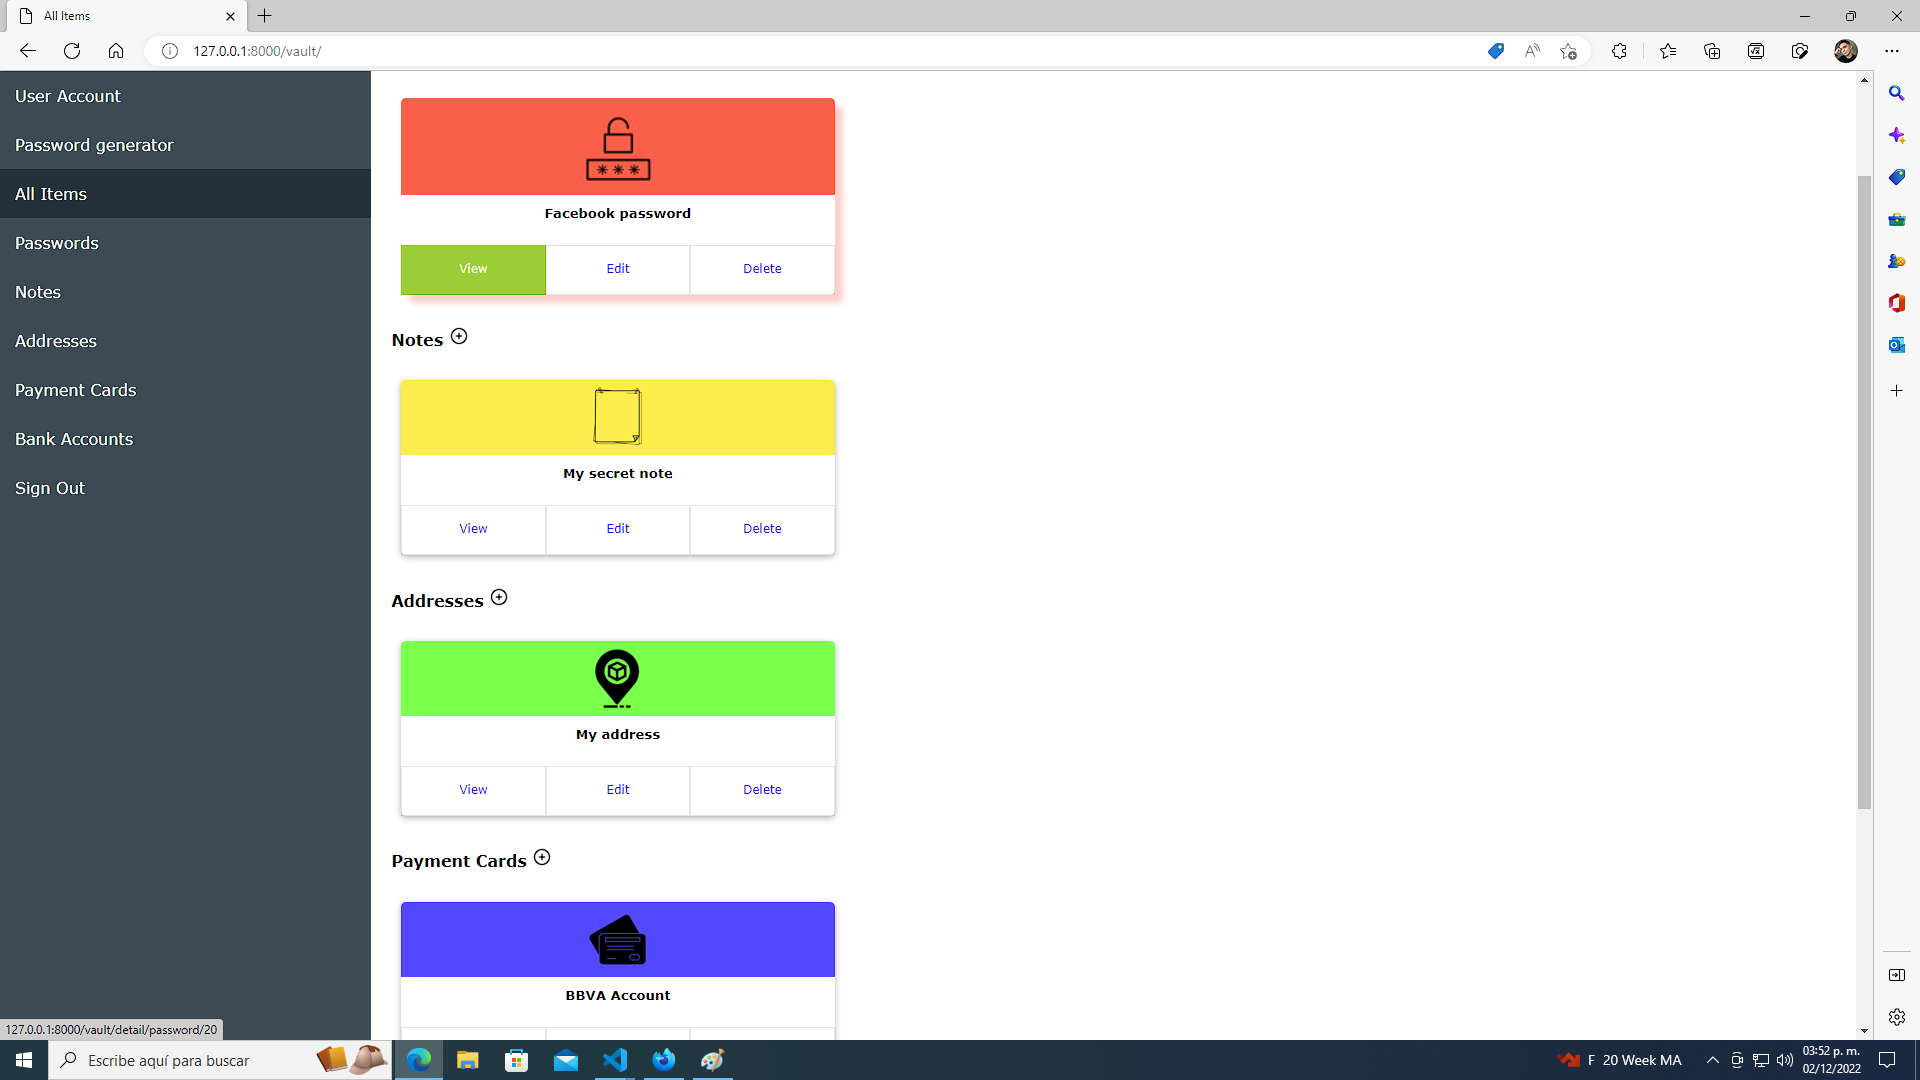 All Items
127.0.0.1:8000/vault/
User Account
Password generator
All Items
Passwords
Notes
Addresses
Payment Cards
Bank Accounts
Sign Out
***
Facebook password
View Edit Delete
Notes
My secret note
View Edit Delete
Addresses
My address
View Edit Delete
Payment Cards
BBVA Account
127.0.0.1:8000/vault/detail/password/20
Escribe aquí para buscar
F 20 Week MA
03:52 p. m.
02/12/2022